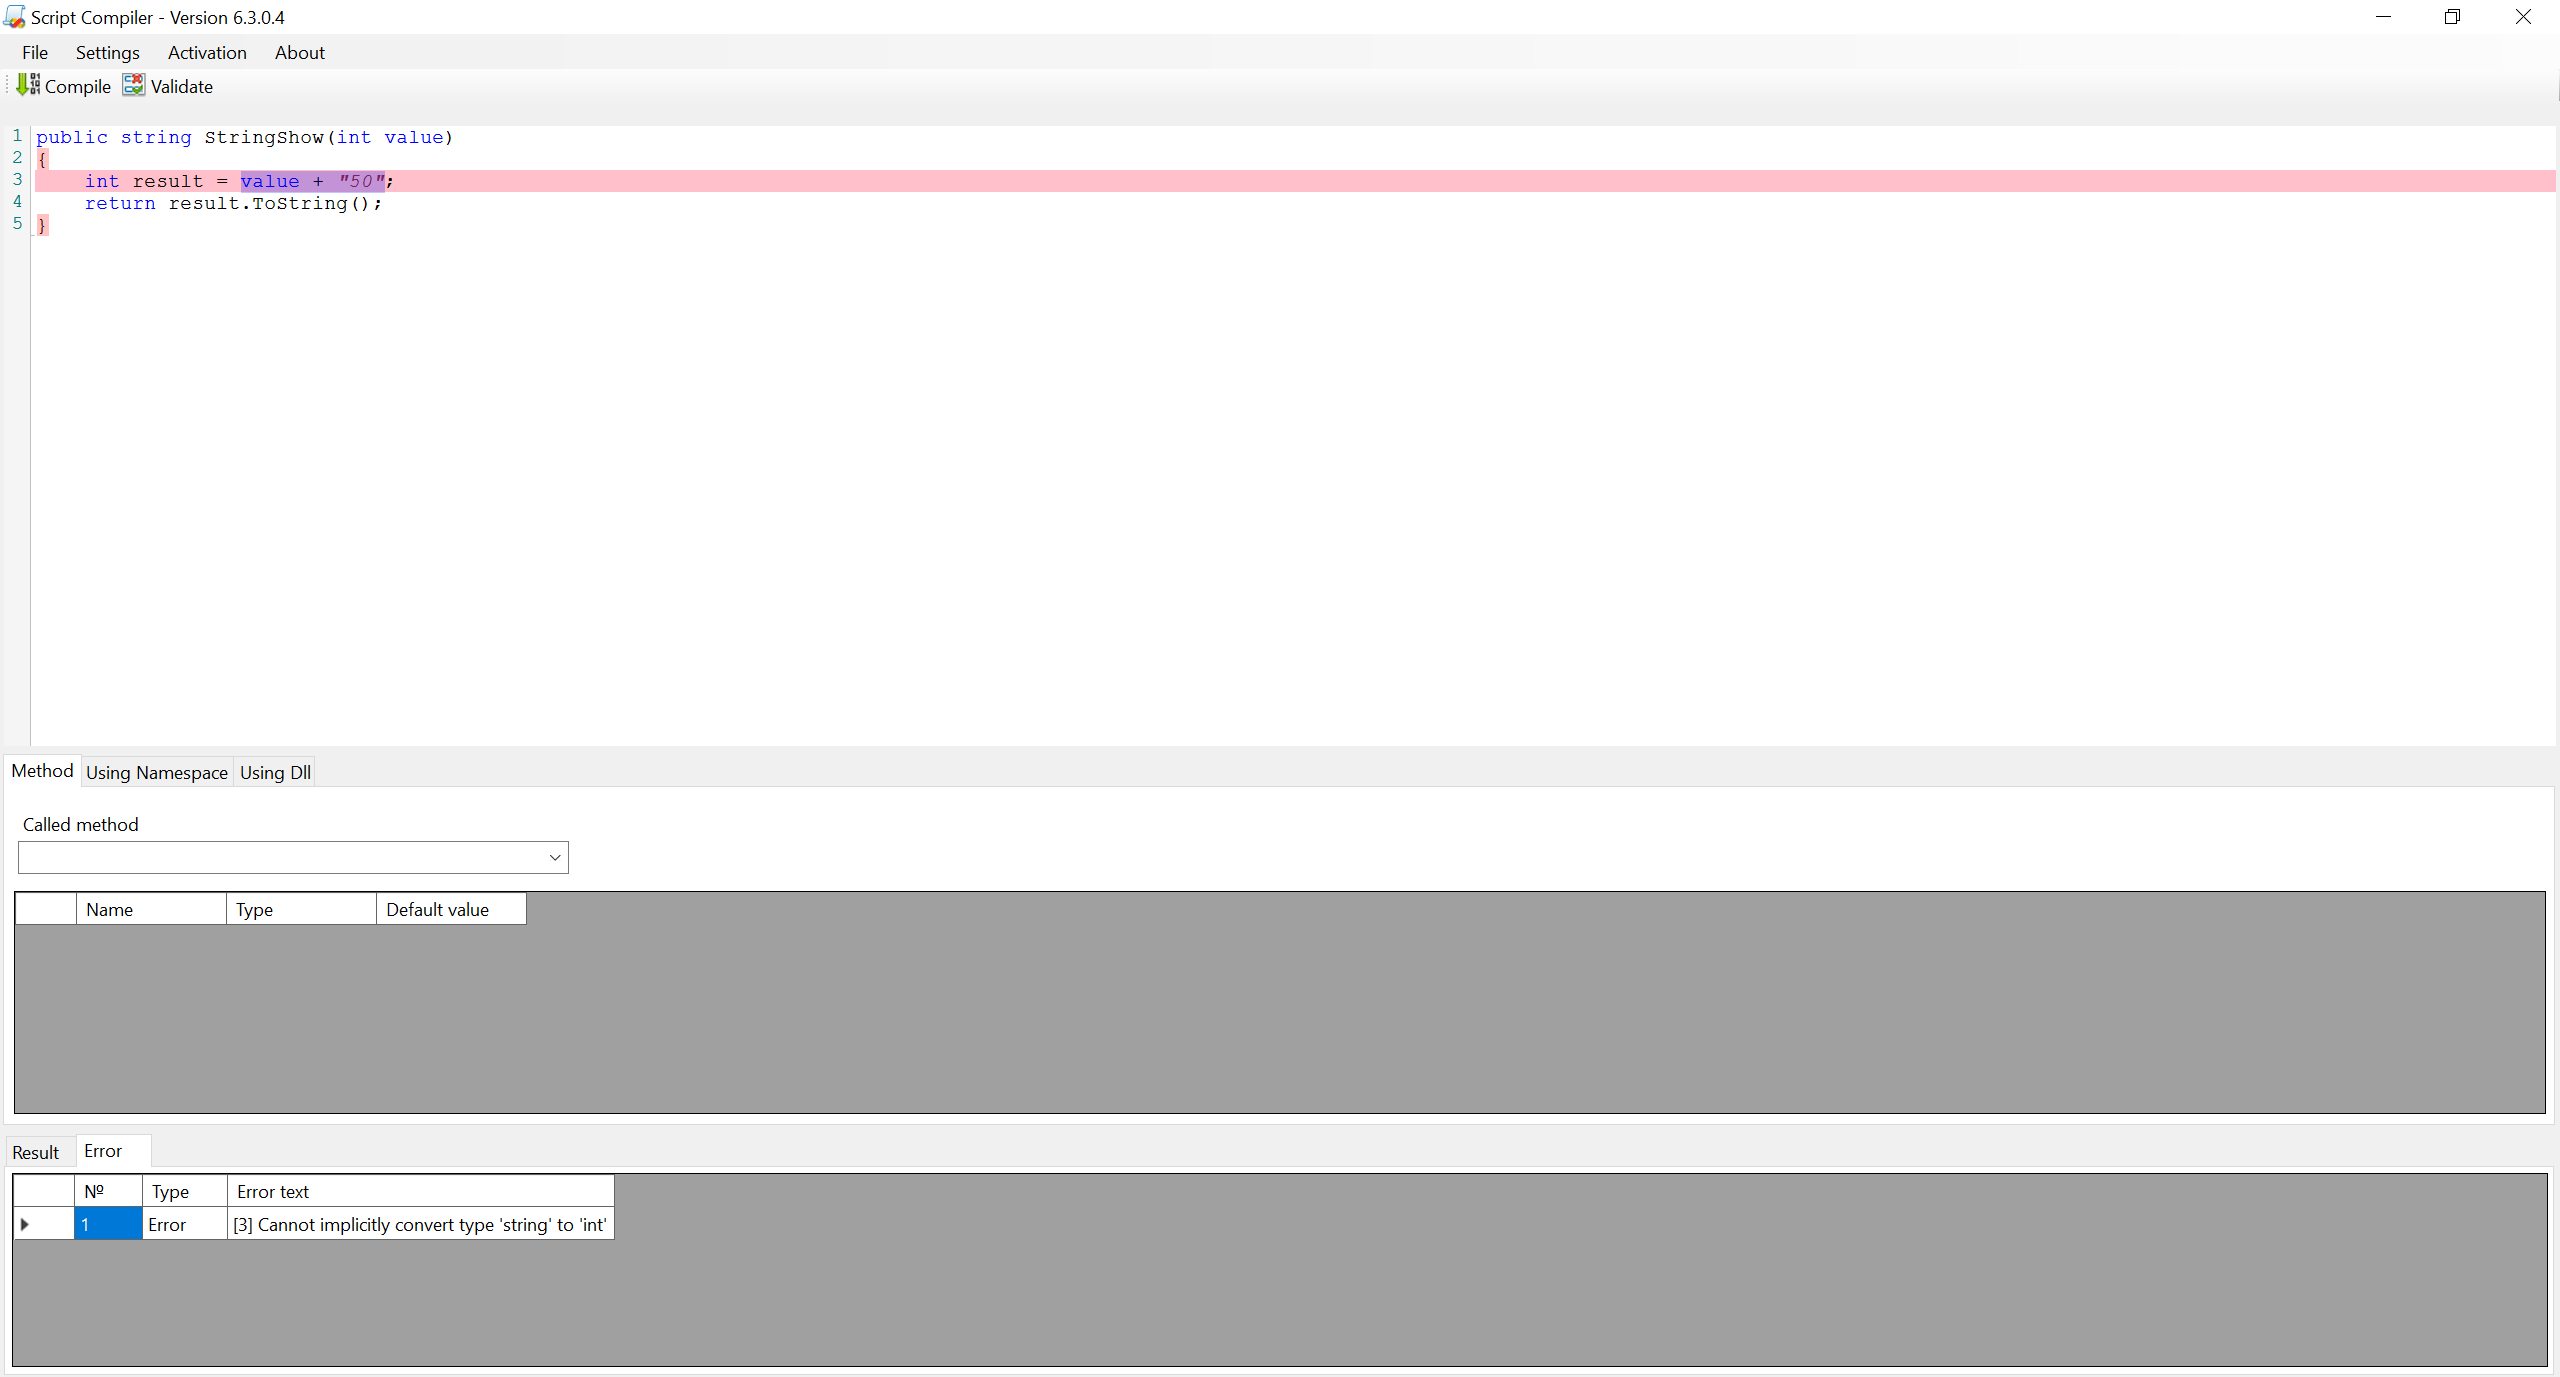 Script Compiler - Version 6.3.0.4
File Settings Activation About
Compile Validate
1 public string StringShow(int value)
2 {
3 int result = value + "50";
4 return result.ToString();
5 }
Method Using Namespace Using Dll
Called method
Name Type Default value
Result Error
Nº Type Error text
1 Error [3] Cannot implicitly convert type 'string' to 'int'